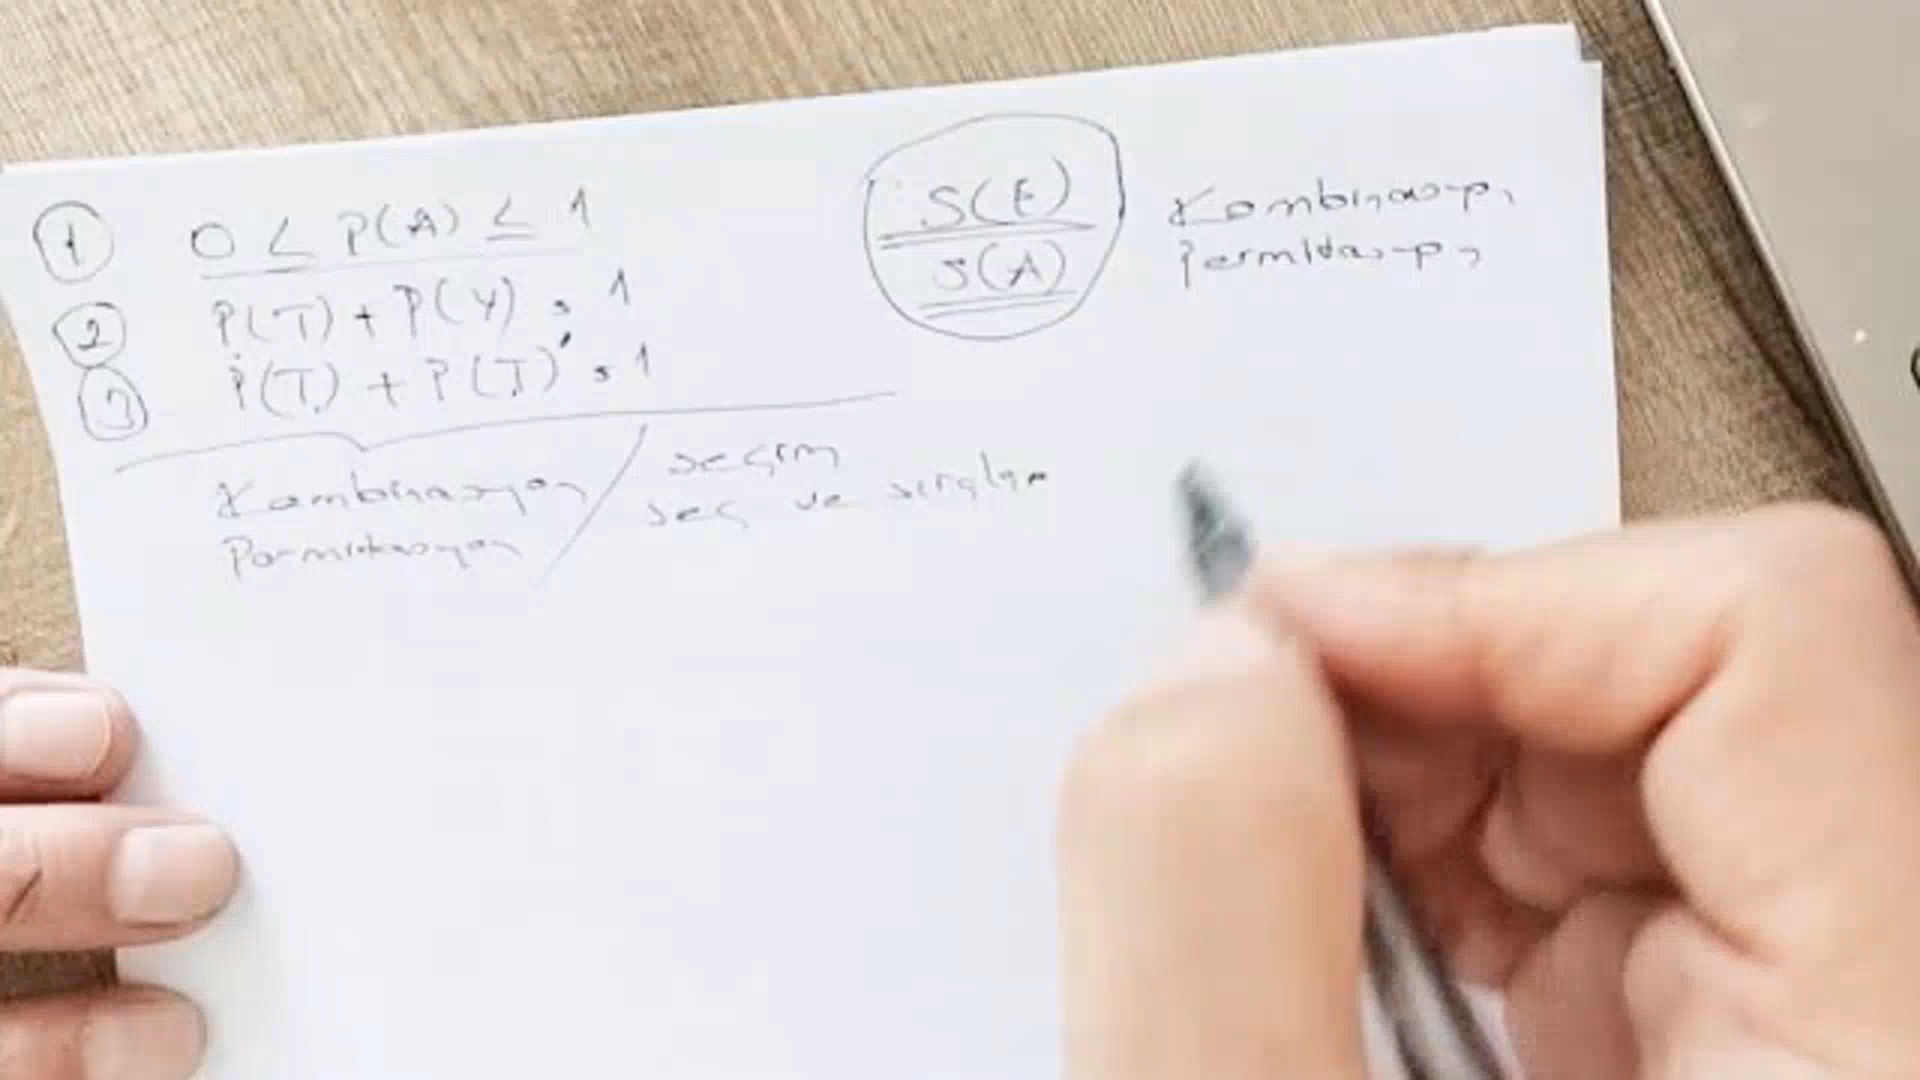 1 0 ≤ P(A) ≤ 1
2 P(T) + P(Y) = 1
3 P(T) + P(T)' = 1
S(E)
S(A)
Kombinasyon
Permütasyon
Kombinasyon / seçim
Permütasyon seç ve sırala